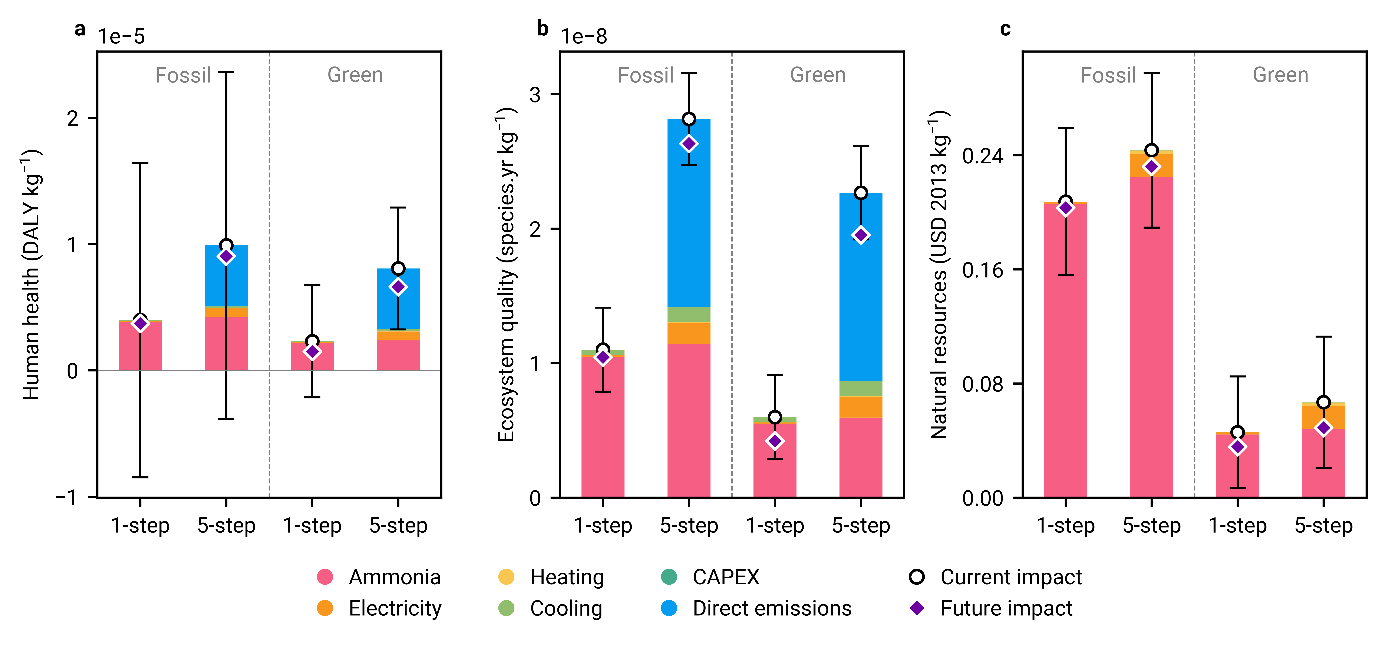 a
1e−5
Fossil
Green
Human health (DALY kg⁻¹)
2
1
0
−1
1-step
5-step
1-step
5-step
b
1e−8
Fossil
Green
Ecosystem quality (species.yr kg⁻¹)
3
2
1
0
1-step
5-step
1-step
5-step
c
Fossil
Green
Natural resources (USD 2013 kg⁻¹)
0.24
0.16
0.08
0.00
1-step
5-step
1-step
5-step
Ammonia
Heating
CAPEX
Current impact
Electricity
Cooling
Direct emissions
Future impact